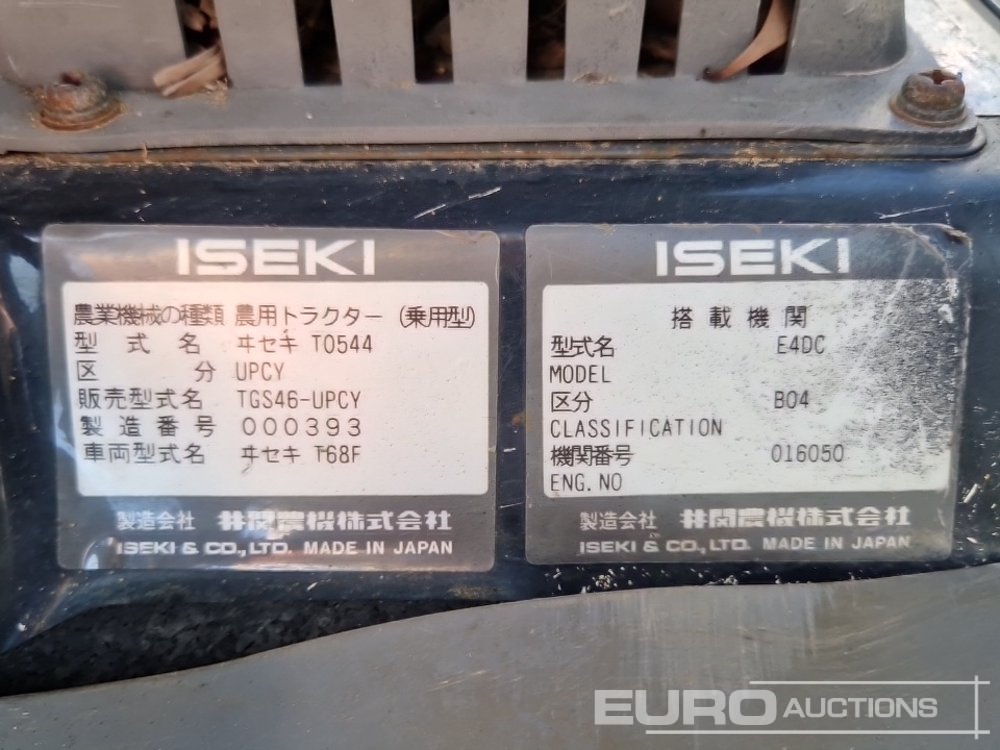 ISEKI
農業機械の種類 農用トラクター (乗用型)
型式名 ヰセキ T0544
区分 UPCY
販売型式名 TGS46-UPCY
製造番号 000393
車両型式名 ヰセキ T68F
製造会社 井関農機株式会社
ISEKI & CO., LTD. MADE IN JAPAN
ISEKI
搭載機関
型式名 E4DC
MODEL
区分 B04
CLASSIFICATION
機関番号 016050
ENG. NO
製造会社 井関農機株式会社
ISEKI & CO., LTD. MADE IN JAPAN
EURO AUCTIONS